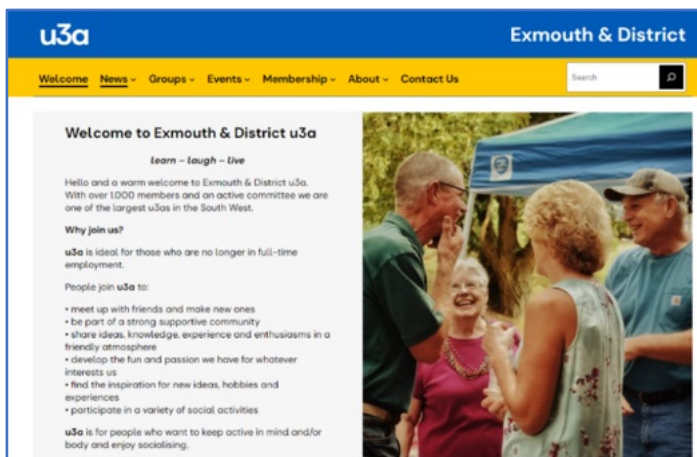 u3a
Exmouth & District
Welcome News Groups Events Membership About Contact Us
Search
Welcome to Exmouth & District u3a
learn – laugh – live
Hello and a warm welcome to Exmouth & District u3a.
With over 1,000 members and an active committee we are
one of the largest u3as in the South West.
Why join us?
u3a is ideal for those who are no longer in full-time
employment.
People join u3a to:
• meet up with friends and make new ones
• be part of a strong supportive community
• share ideas, knowledge, experience and enthusiasms in a
friendly atmosphere
• develop the fun and passion we have for whatever
interests us
• find the inspiration for new ideas, hobbies and
experiences
• participate in a variety of social activities
u3a is for people who want to keep active in mind and/or
body and enjoy socialising.